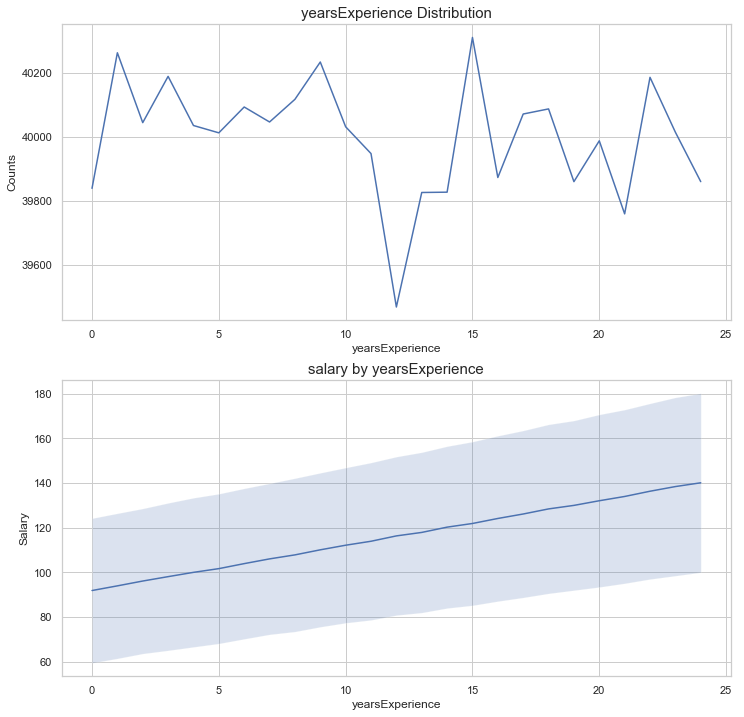 yearsExperience Distribution
40200
40000
39800
39600
Counts
0 5 10 15 20 25
yearsExperience
salary by yearsExperience
180
160
140
120
100
80
60
Salary
0 5 10 15 20 25
yearsExperience